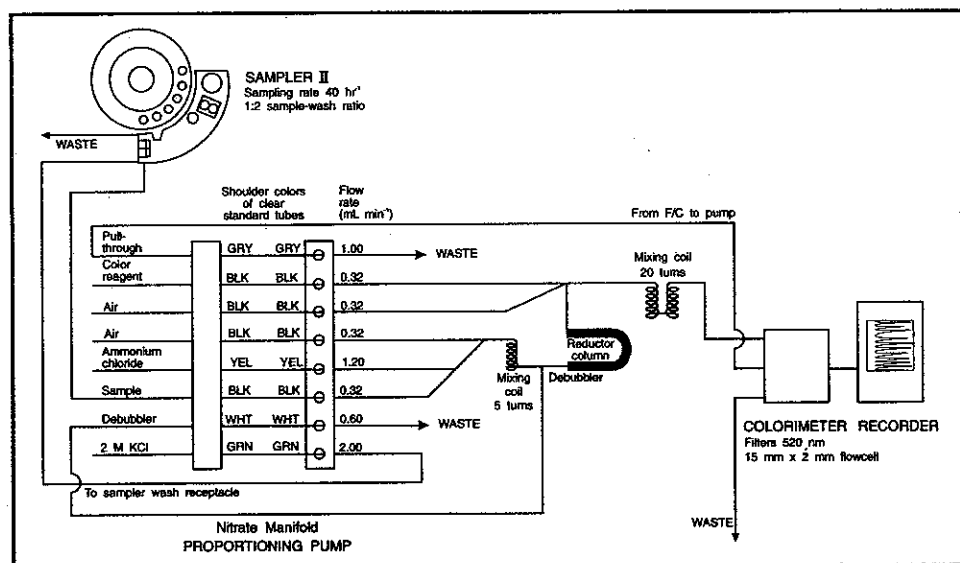 SAMPLER II
Sampling rate 40 hr⁻¹
1:2 sample-wash ratio
WASTE
Shoulder colors
of clear
standard tubes
Flow
rate
(mL min⁻¹)
From F/C to pump
Pull-
through
GRY GRY 1.00
WASTE
Color
reagent
BLK BLK 0.32
Mixing coil
20 turns
Air
BLK BLK 0.32
Air
BLK BLK 0.32
Reductor
column
Ammonium
chloride
YEL YEL 1.20
Mixing
coil
5 turns
Debubbler
Sample
BLK BLK 0.32
Debubbler
WHT WHT 0.60
WASTE
2 M KCl
GRN GRN 2.00
COLORIMETER RECORDER
Filters 520 nm
15 mm x 2 mm flowcell
To sampler wash receptacle
WASTE
Nitrate Manifold
PROPORTIONING PUMP